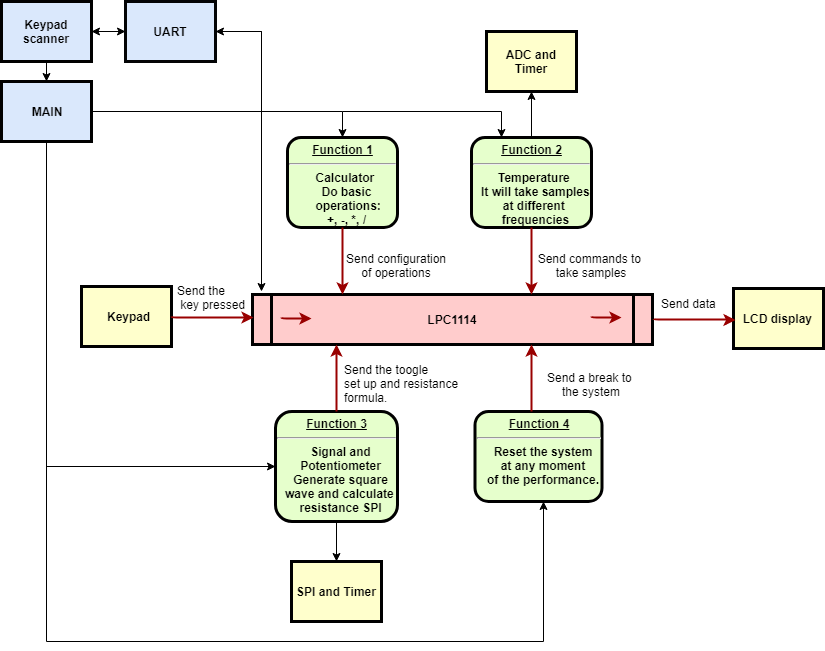 Keypad
scanner
UART
ADC and
Timer
MAIN
Function 1
Calculator
Do basic
operations:
+, -, *, /
Function 2
Temperature
It will take samples
at different
frequencies
Send configuration
of operations
Send commands to
take samples
Send the
key pressed
Keypad
LPC1114
Send data
LCD display
Send the toogle
set up and resistance
formula.
Send a break to
the system
Function 3
Signal and
Potentiometer
Generate square
wave and calculate
resistance SPI
Function 4
Reset the system
at any moment
of the performance.
SPI and Timer